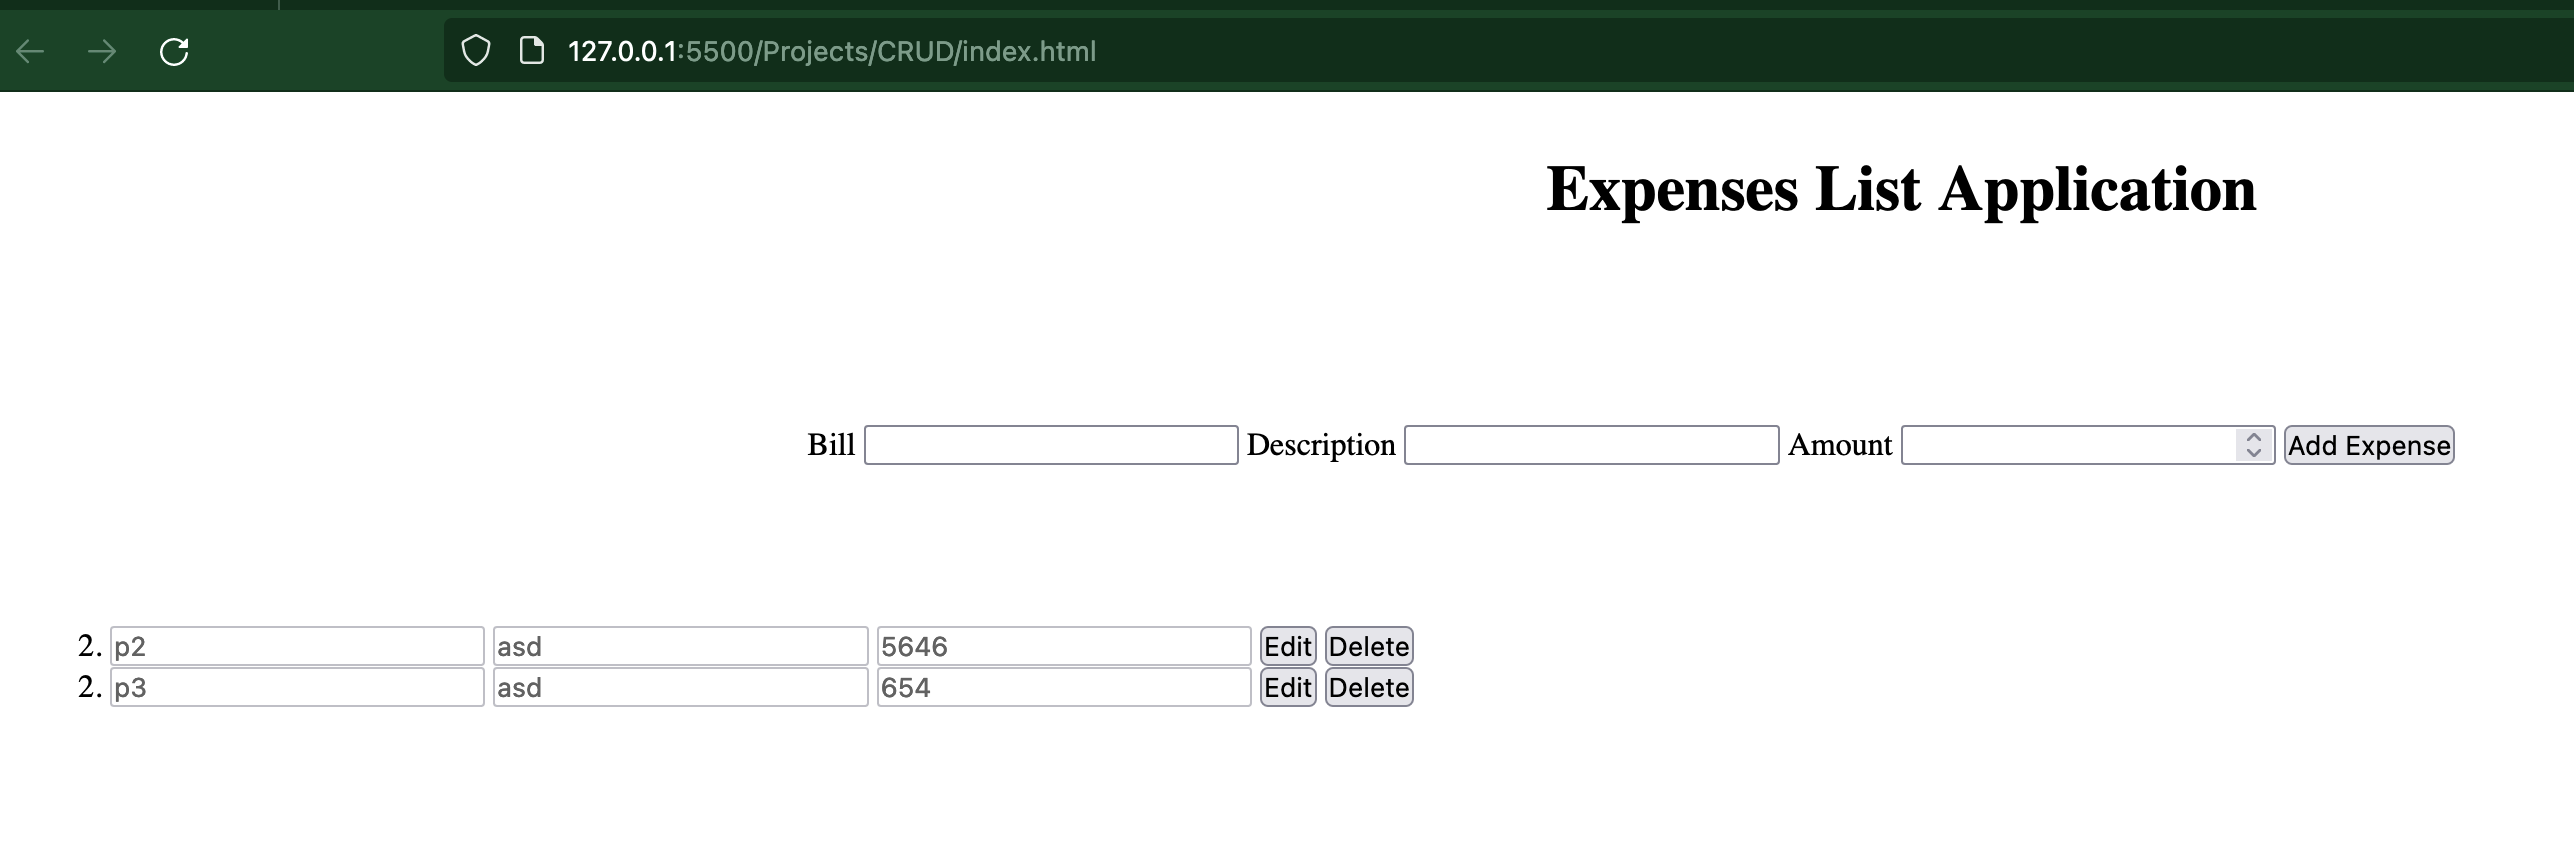 127.0.0.1:5500/Projects/CRUD/index.html
Expenses List Application
Bill Description Amount Add Expense
2. p2 asd 5646 Edit Delete
2. p3 asd 654 Edit Delete